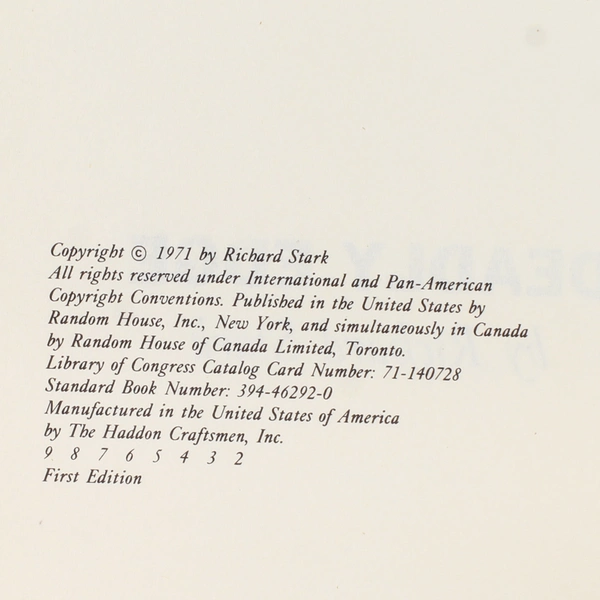 Copyright © 1971 by Richard Stark
All rights reserved under International and Pan-American
Copyright Conventions. Published in the United States by
Random House, Inc., New York, and simultaneously in Canada
by Random House of Canada Limited, Toronto.
Library of Congress Catalog Card Number: 71-140728
Standard Book Number: 394-46292-0
Manufactured in the United States of America
by The Haddon Craftsmen, Inc.
9 8 7 6 5 4 3 2
First Edition